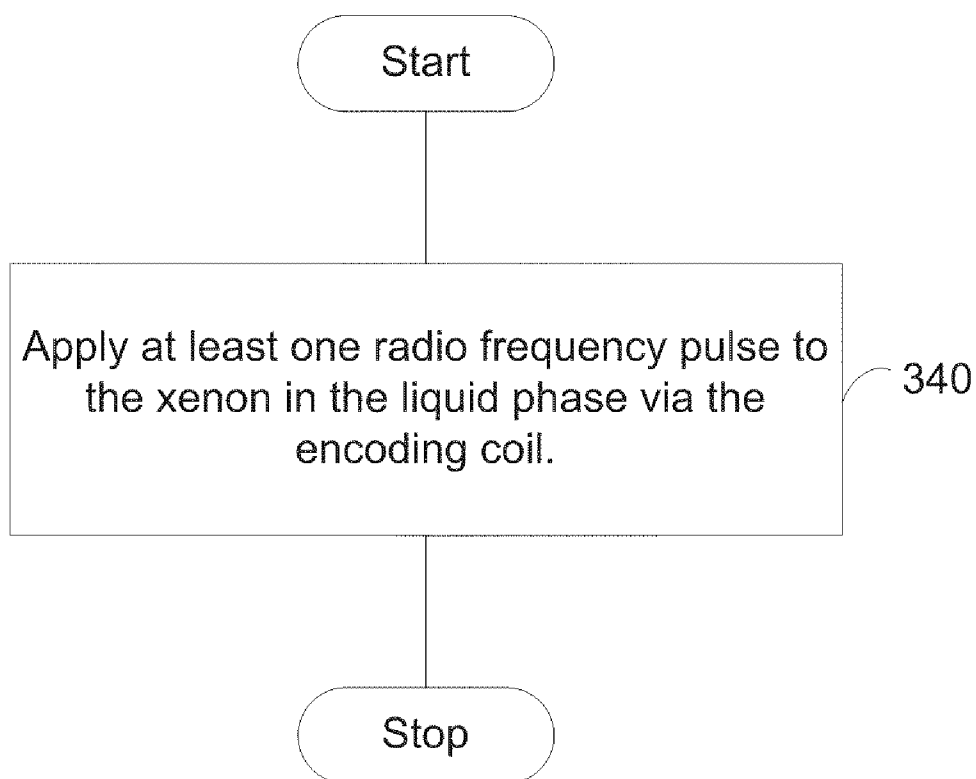 Start
Apply at least one radio frequency pulse to
the xenon in the liquid phase via the
encoding coil.
340
Stop